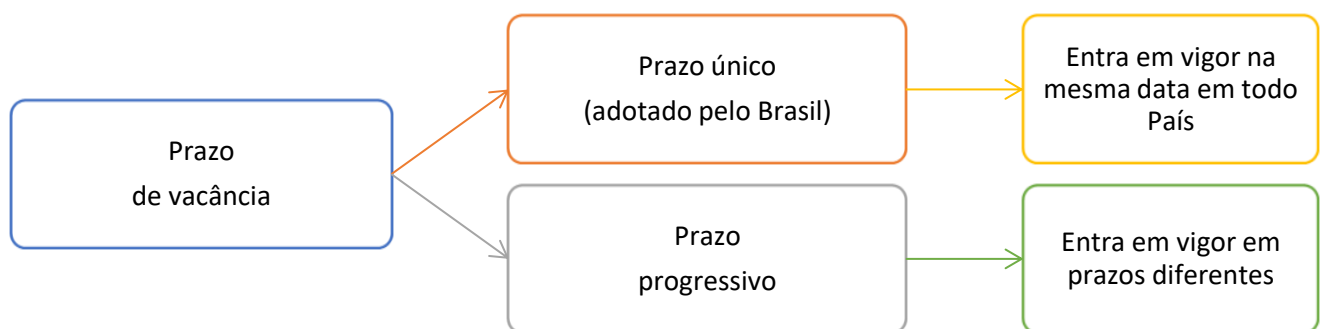 Prazo
de vacância
Prazo único
(adotado pelo Brasil)
Entra em vigor na
mesma data em todo
País
Prazo
progressivo
Entra em vigor em
prazos diferentes